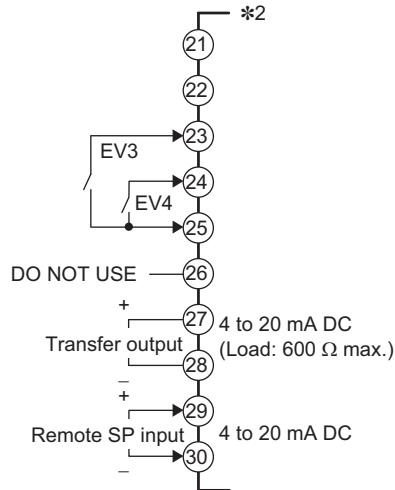 ✻2
21
22
23
EV3
24
EV4
25
DO NOT USE 26
+
27 4 to 20 mA DC
Transfer output (Load: 600 Ω max.)
28
–
+
29
Remote SP input 4 to 20 mA DC
30
–